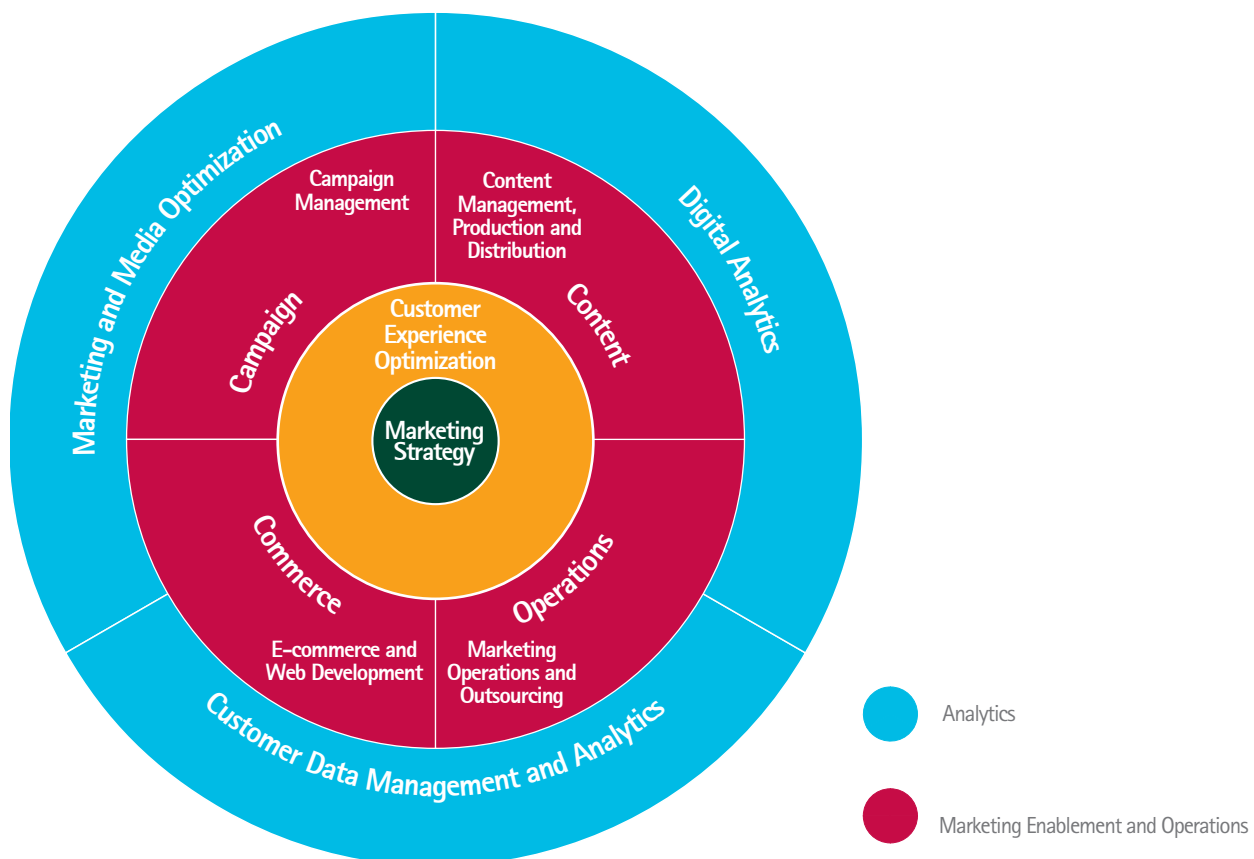 Marketing and Media Optimization
Digital Analytics
Customer Data Management and Analytics
Campaign
Management
Campaign
Content
Management,
Production and
Distribution
Content
Customer
Experience
Optimization
Marketing
Strategy
Commerce
E-commerce and
Web Development
Operations
Marketing
Operations and
Outsourcing
Analytics
Marketing Enablement and Operations